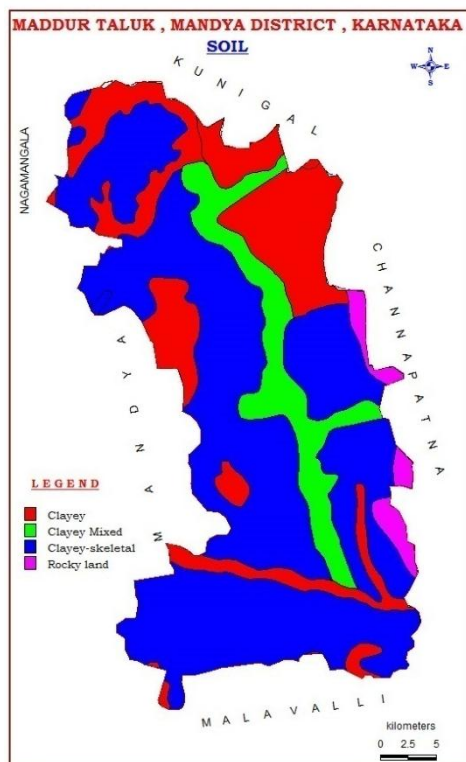 MADDUR TALUK , MANDYA DISTRICT , KARNATAKA
SOIL
N
W E
S
KUNIGAL
NAGAMANGALA
CHANNAPATNA
MANDYA
LEGEND
Clayey
Clayey Mixed
Clayey-skeletal
Rocky land
MALAVALLI
kilometers
0 2.5 5